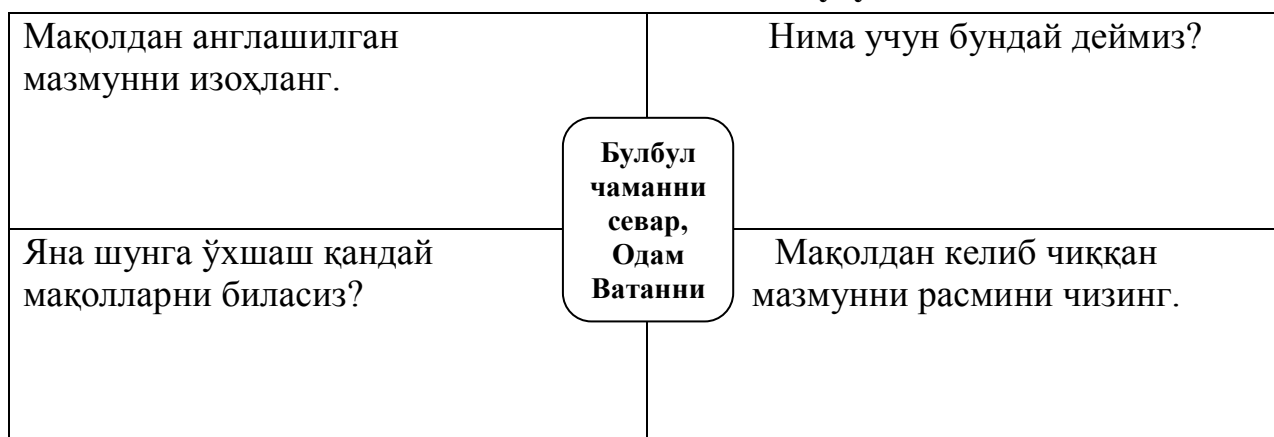 Мақолдан англашилган
мазмунни изоҳланг.
Нима учун бундай деймиз?
Булбул
чаманни
севар,
Одам
Ватанни
Яна шунга ўхшаш қандай
мақолларни биласиз?
Мақолдан келиб чиққан
мазмунни расмини чизинг.